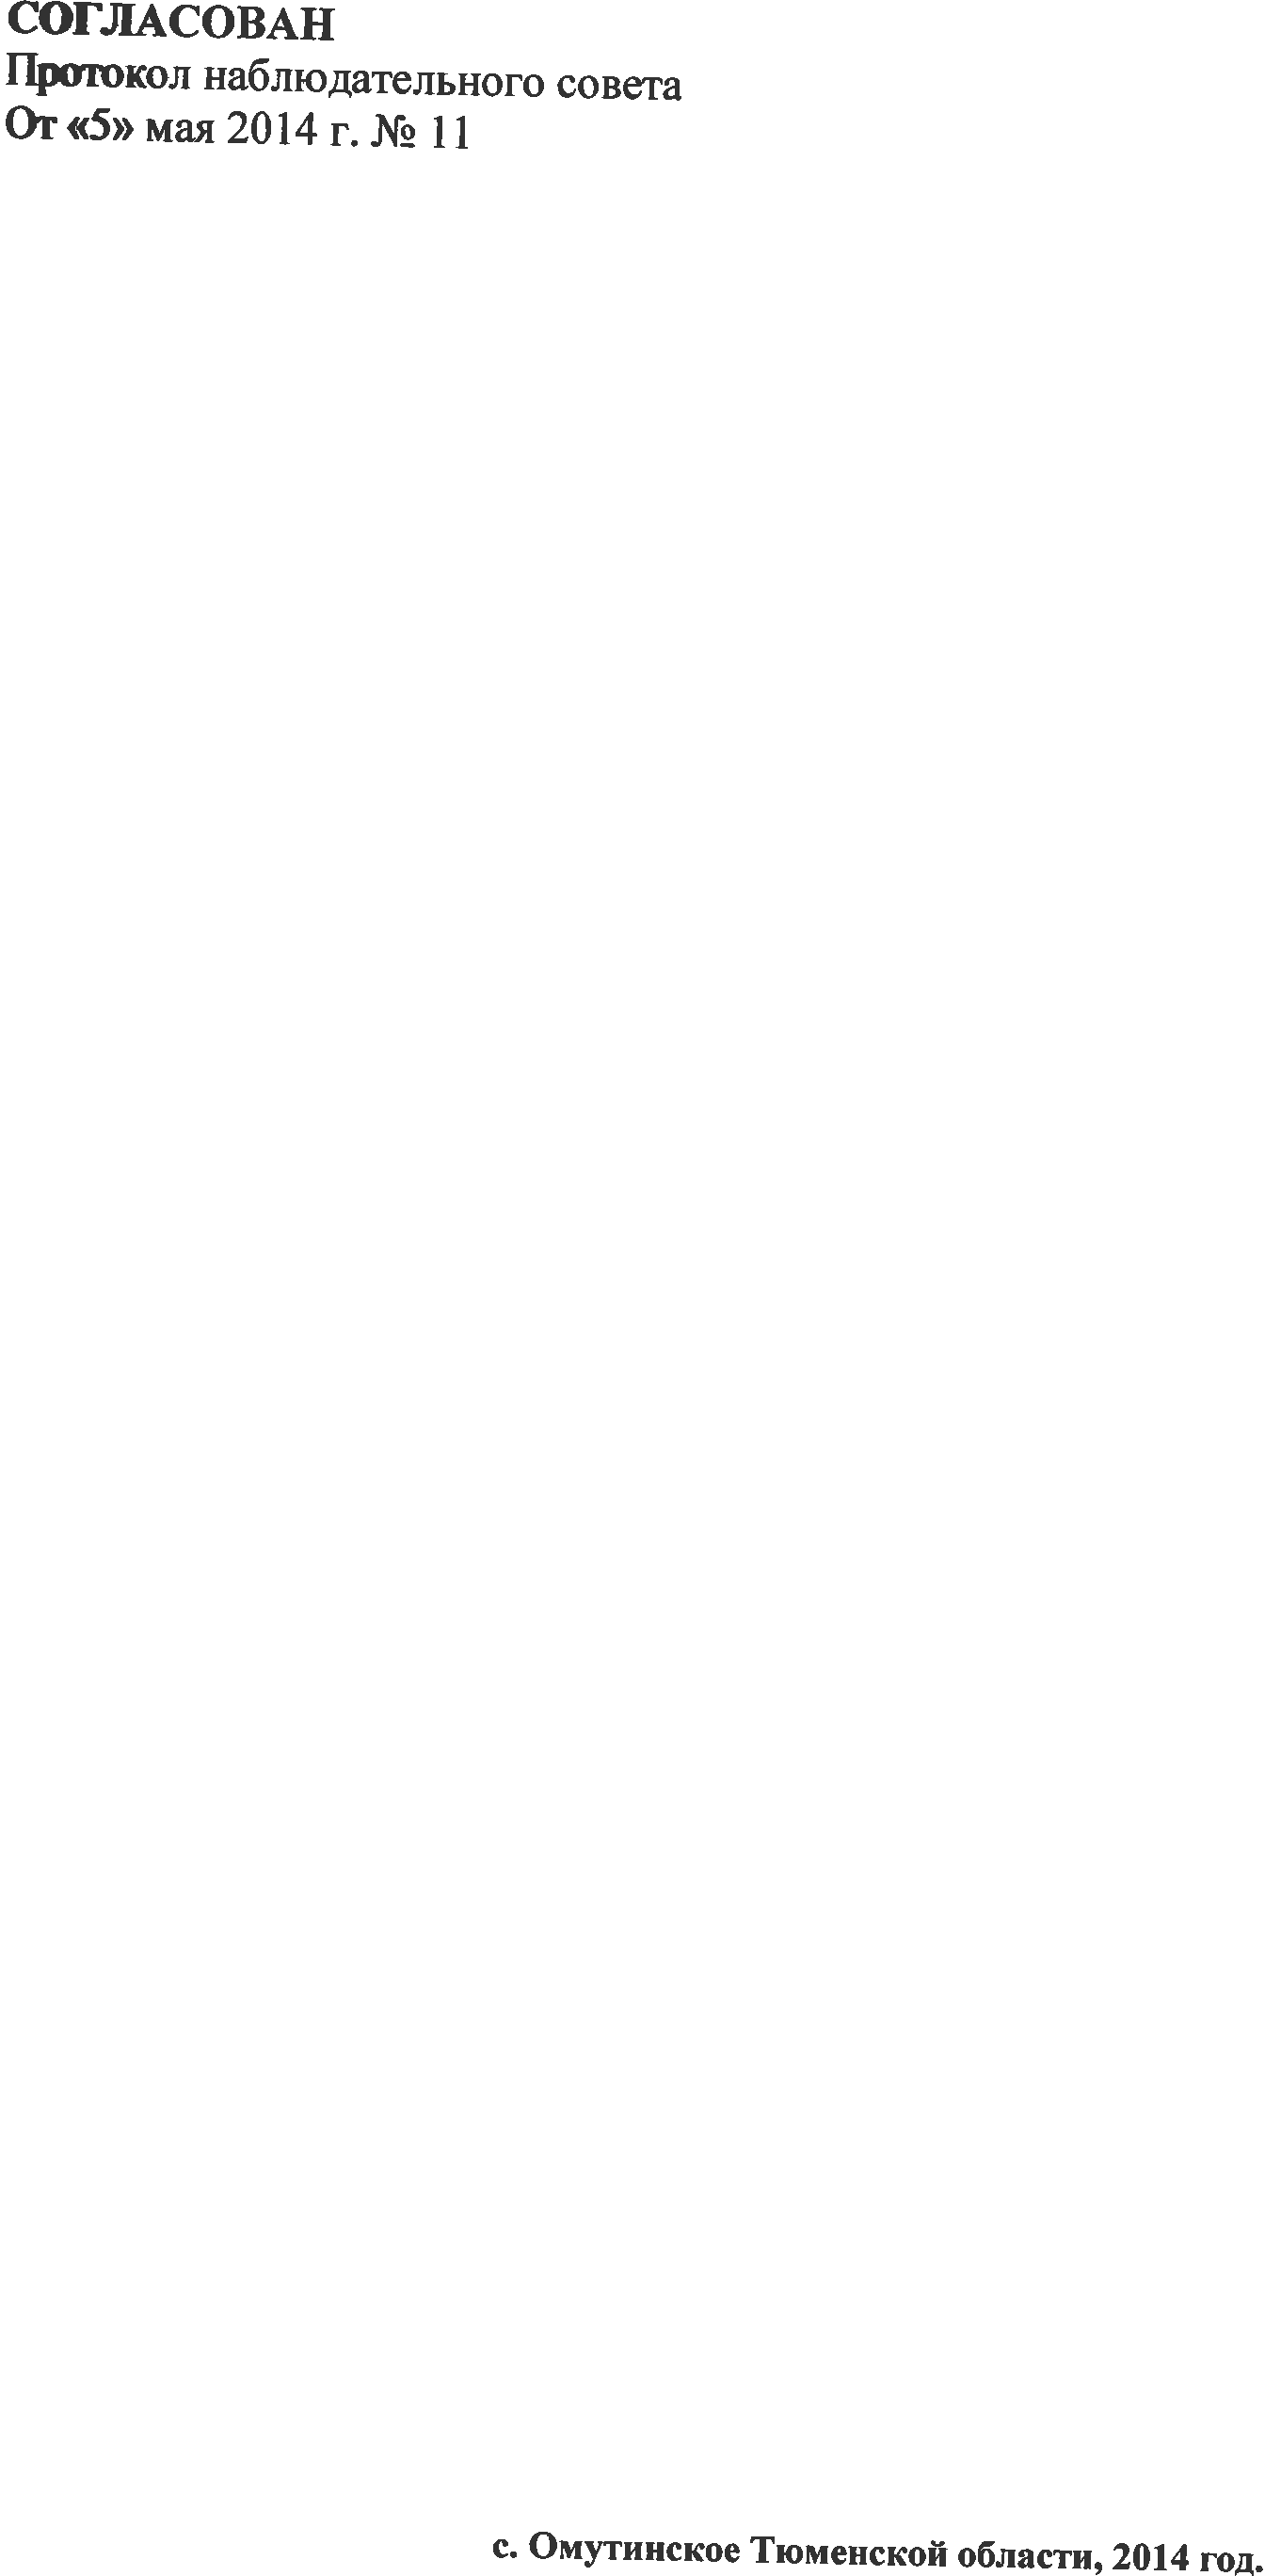 СОГЛАСОВАН
Протокол наблюдательного совета
От «5» мая 2014 г. № 11
с. Омутинское Тюменской области, 2014 год.